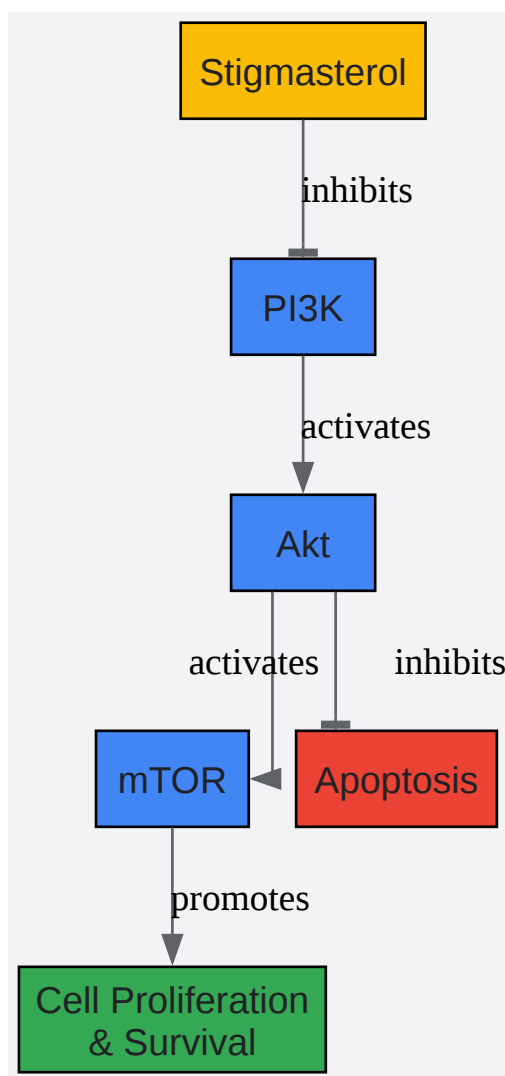 Stigmasterol
inhibits
PI3K
activates
Akt
activates
inhibits
mTOR
Apoptosis
promotes
Cell Proliferation
& Survival